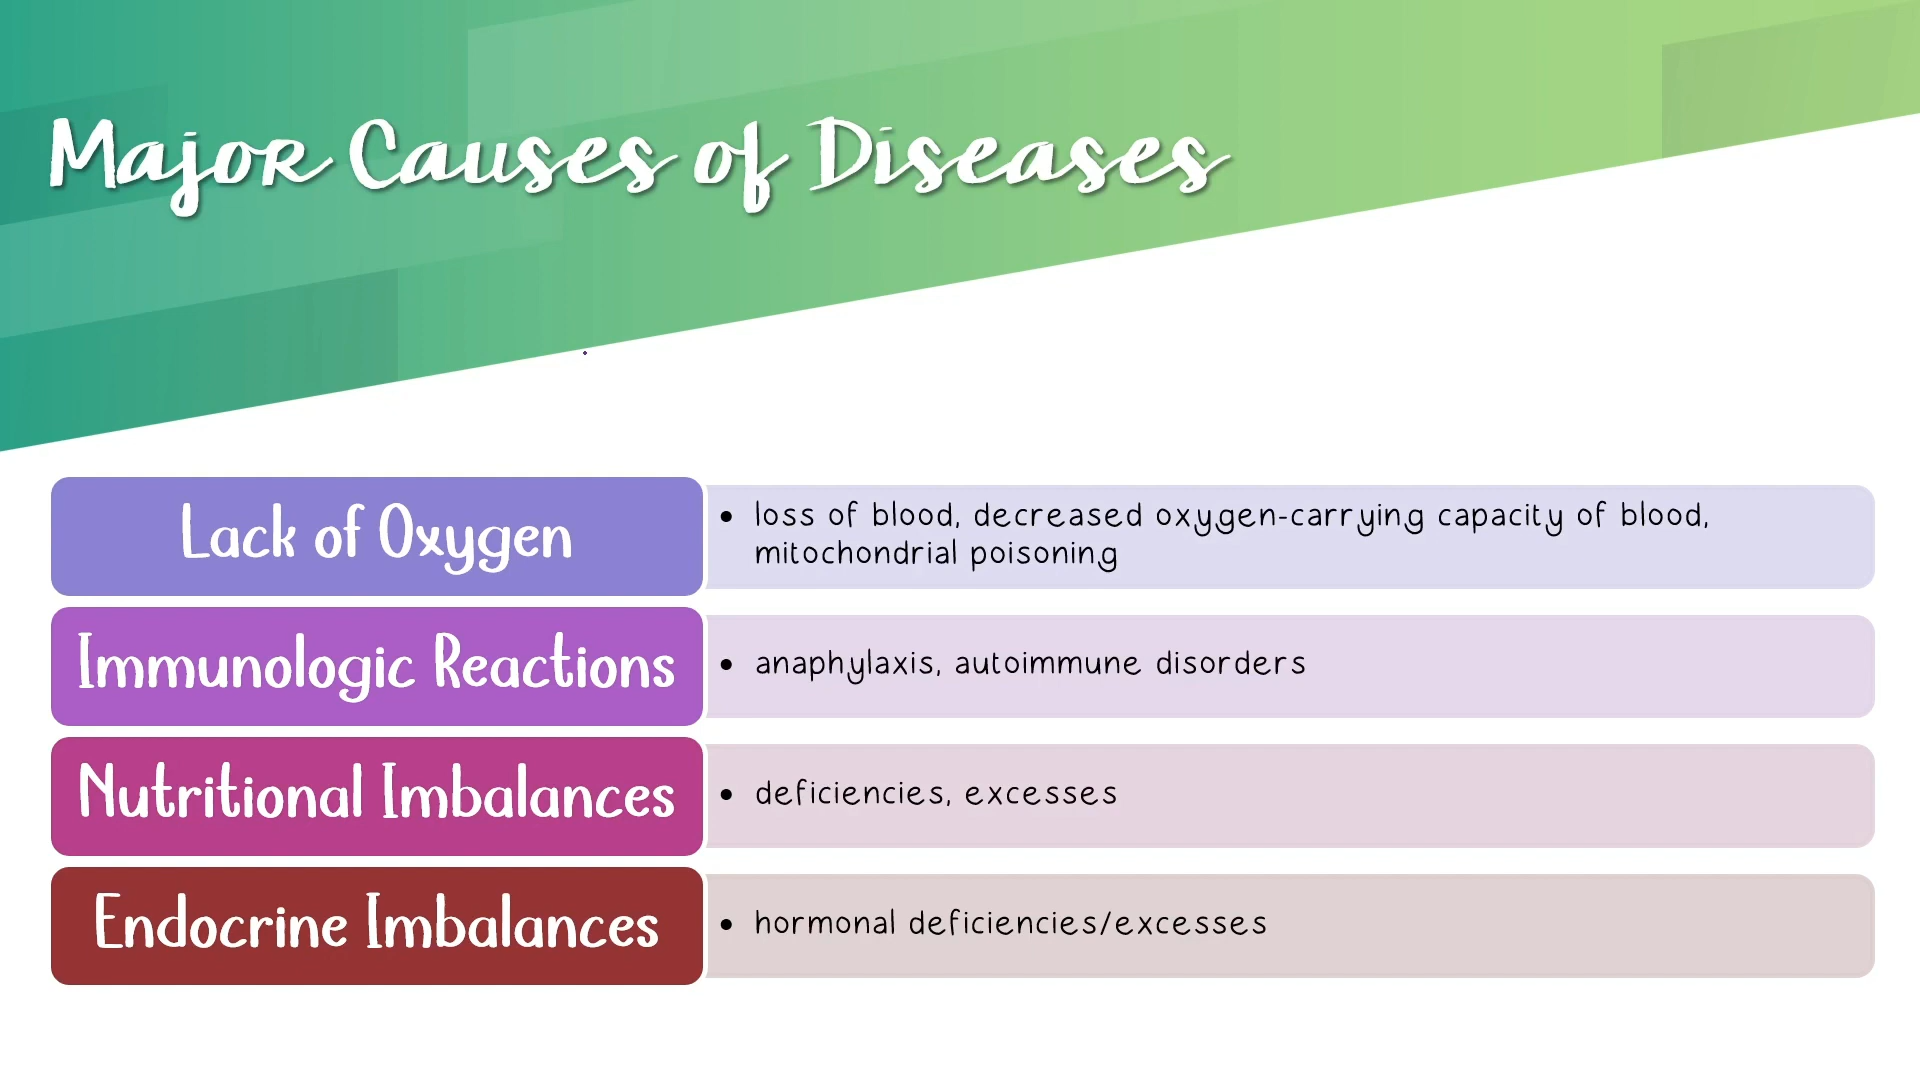 Major Causes of Diseases
Lack of Oxygen
• loss of blood, decreased oxygen-carrying capacity of blood,
mitochondrial poisoning
Immunologic Reactions
• anaphylaxis, autoimmune disorders
Nutritional Imbalances
• deficiencies, excesses
Endocrine Imbalances
• hormonal deficiencies/excesses